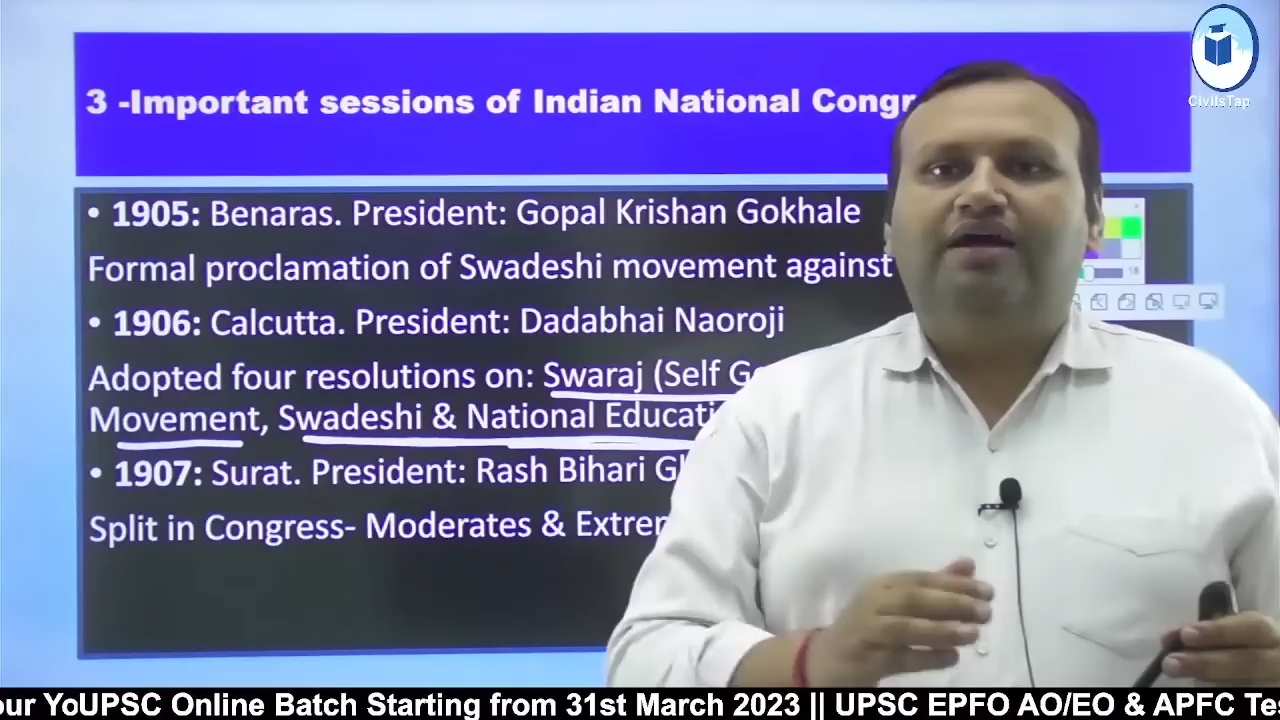 CivilsTap
3 -Important sessions of Indian National Congr
• 1905: Benaras. President: Gopal Krishan Gokhale
Formal proclamation of Swadeshi movement against
18
• 1906: Calcutta. President: Dadabhai Naoroji
Adopted four resolutions on: Swaraj (Self Go
Movement, Swadeshi & National Educati
• 1907: Surat. President: Rash Bihari Gh
Split in Congress- Moderates & Extrem
our YoUPSC Online Batch Starting from 31st March 2023 || UPSC EPFO AO/EO & APFC Tes